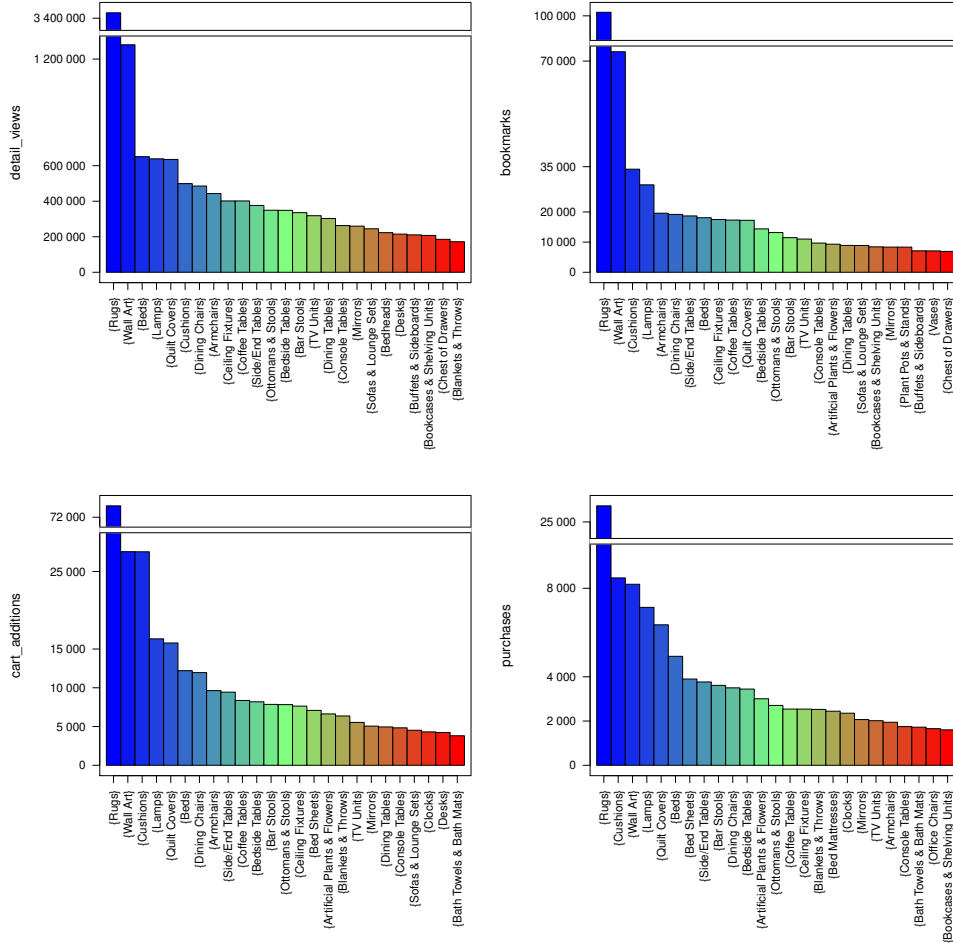 detail_views
3 400 000
1 200 000
600 000
400 000
200 000
0
{Rugs}
{Wall Art}
{Beds}
{Lamps}
{Quilt Covers}
{Cushions}
{Dining Chairs}
{Armchairs}
{Ceiling Fixtures}
{Coffee Tables}
{Side/End Tables}
{Ottomans & Stools}
{Bedside Tables}
{Bar Stools}
{TV Units}
{Dining Tables}
{Console Tables}
{Mirrors}
{Sofas & Lounge Sets}
{Bedheads}
{Desks}
{Buffets & Sideboards}
{Bookcases & Shelving Units}
{Chest of Drawers}
{Blankets & Throws}
bookmarks
100 000
70 000
35 000
20 000
10 000
0
{Rugs}
{Wall Art}
{Cushions}
{Lamps}
{Armchairs}
{Dining Chairs}
{Side/End Tables}
{Beds}
{Ceiling Fixtures}
{Coffee Tables}
{Quilt Covers}
{Bedside Tables}
{Ottomans & Stools}
{Bar Stools}
{TV Units}
{Console Tables}
{Artificial Plants & Flowers}
{Dining Tables}
{Sofas & Lounge Sets}
{Bookcases & Shelving Units}
{Mirrors}
{Plant Pots & Stands}
{Buffets & Sideboards}
{Vases}
{Chest of Drawers}
cart_additions
72 000
25 000
15 000
10 000
5 000
0
{Rugs}
{Wall Art}
{Cushions}
{Lamps}
{Quilt Covers}
{Beds}
{Dining Chairs}
{Armchairs}
{Side/End Tables}
{Coffee Tables}
{Bedside Tables}
{Bar Stools}
{Ottomans & Stools}
{Ceiling Fixtures}
{Bed Sheets}
{Artificial Plants & Flowers}
{Blankets & Throws}
{TV Units}
{Mirrors}
{Dining Tables}
{Console Tables}
{Sofas & Lounge Sets}
{Clocks}
{Desks}
{Bath Towels & Bath Mats}
purchases
25 000
8 000
4 000
2 000
0
{Rugs}
{Cushions}
{Wall Art}
{Lamps}
{Quilt Covers}
{Beds}
{Bed Sheets}
{Side/End Tables}
{Bar Stools}
{Dining Chairs}
{Bedside Tables}
{Artificial Plants & Flowers}
{Ottomans & Stools}
{Coffee Tables}
{Ceiling Fixtures}
{Blankets & Throws}
{Bed Mattresses}
{Clocks}
{Mirrors}
{TV Units}
{Armchairs}
{Console Tables}
{Bath Towels & Bath Mats}
{Office Chairs}
{Bookcases & Shelving Units}